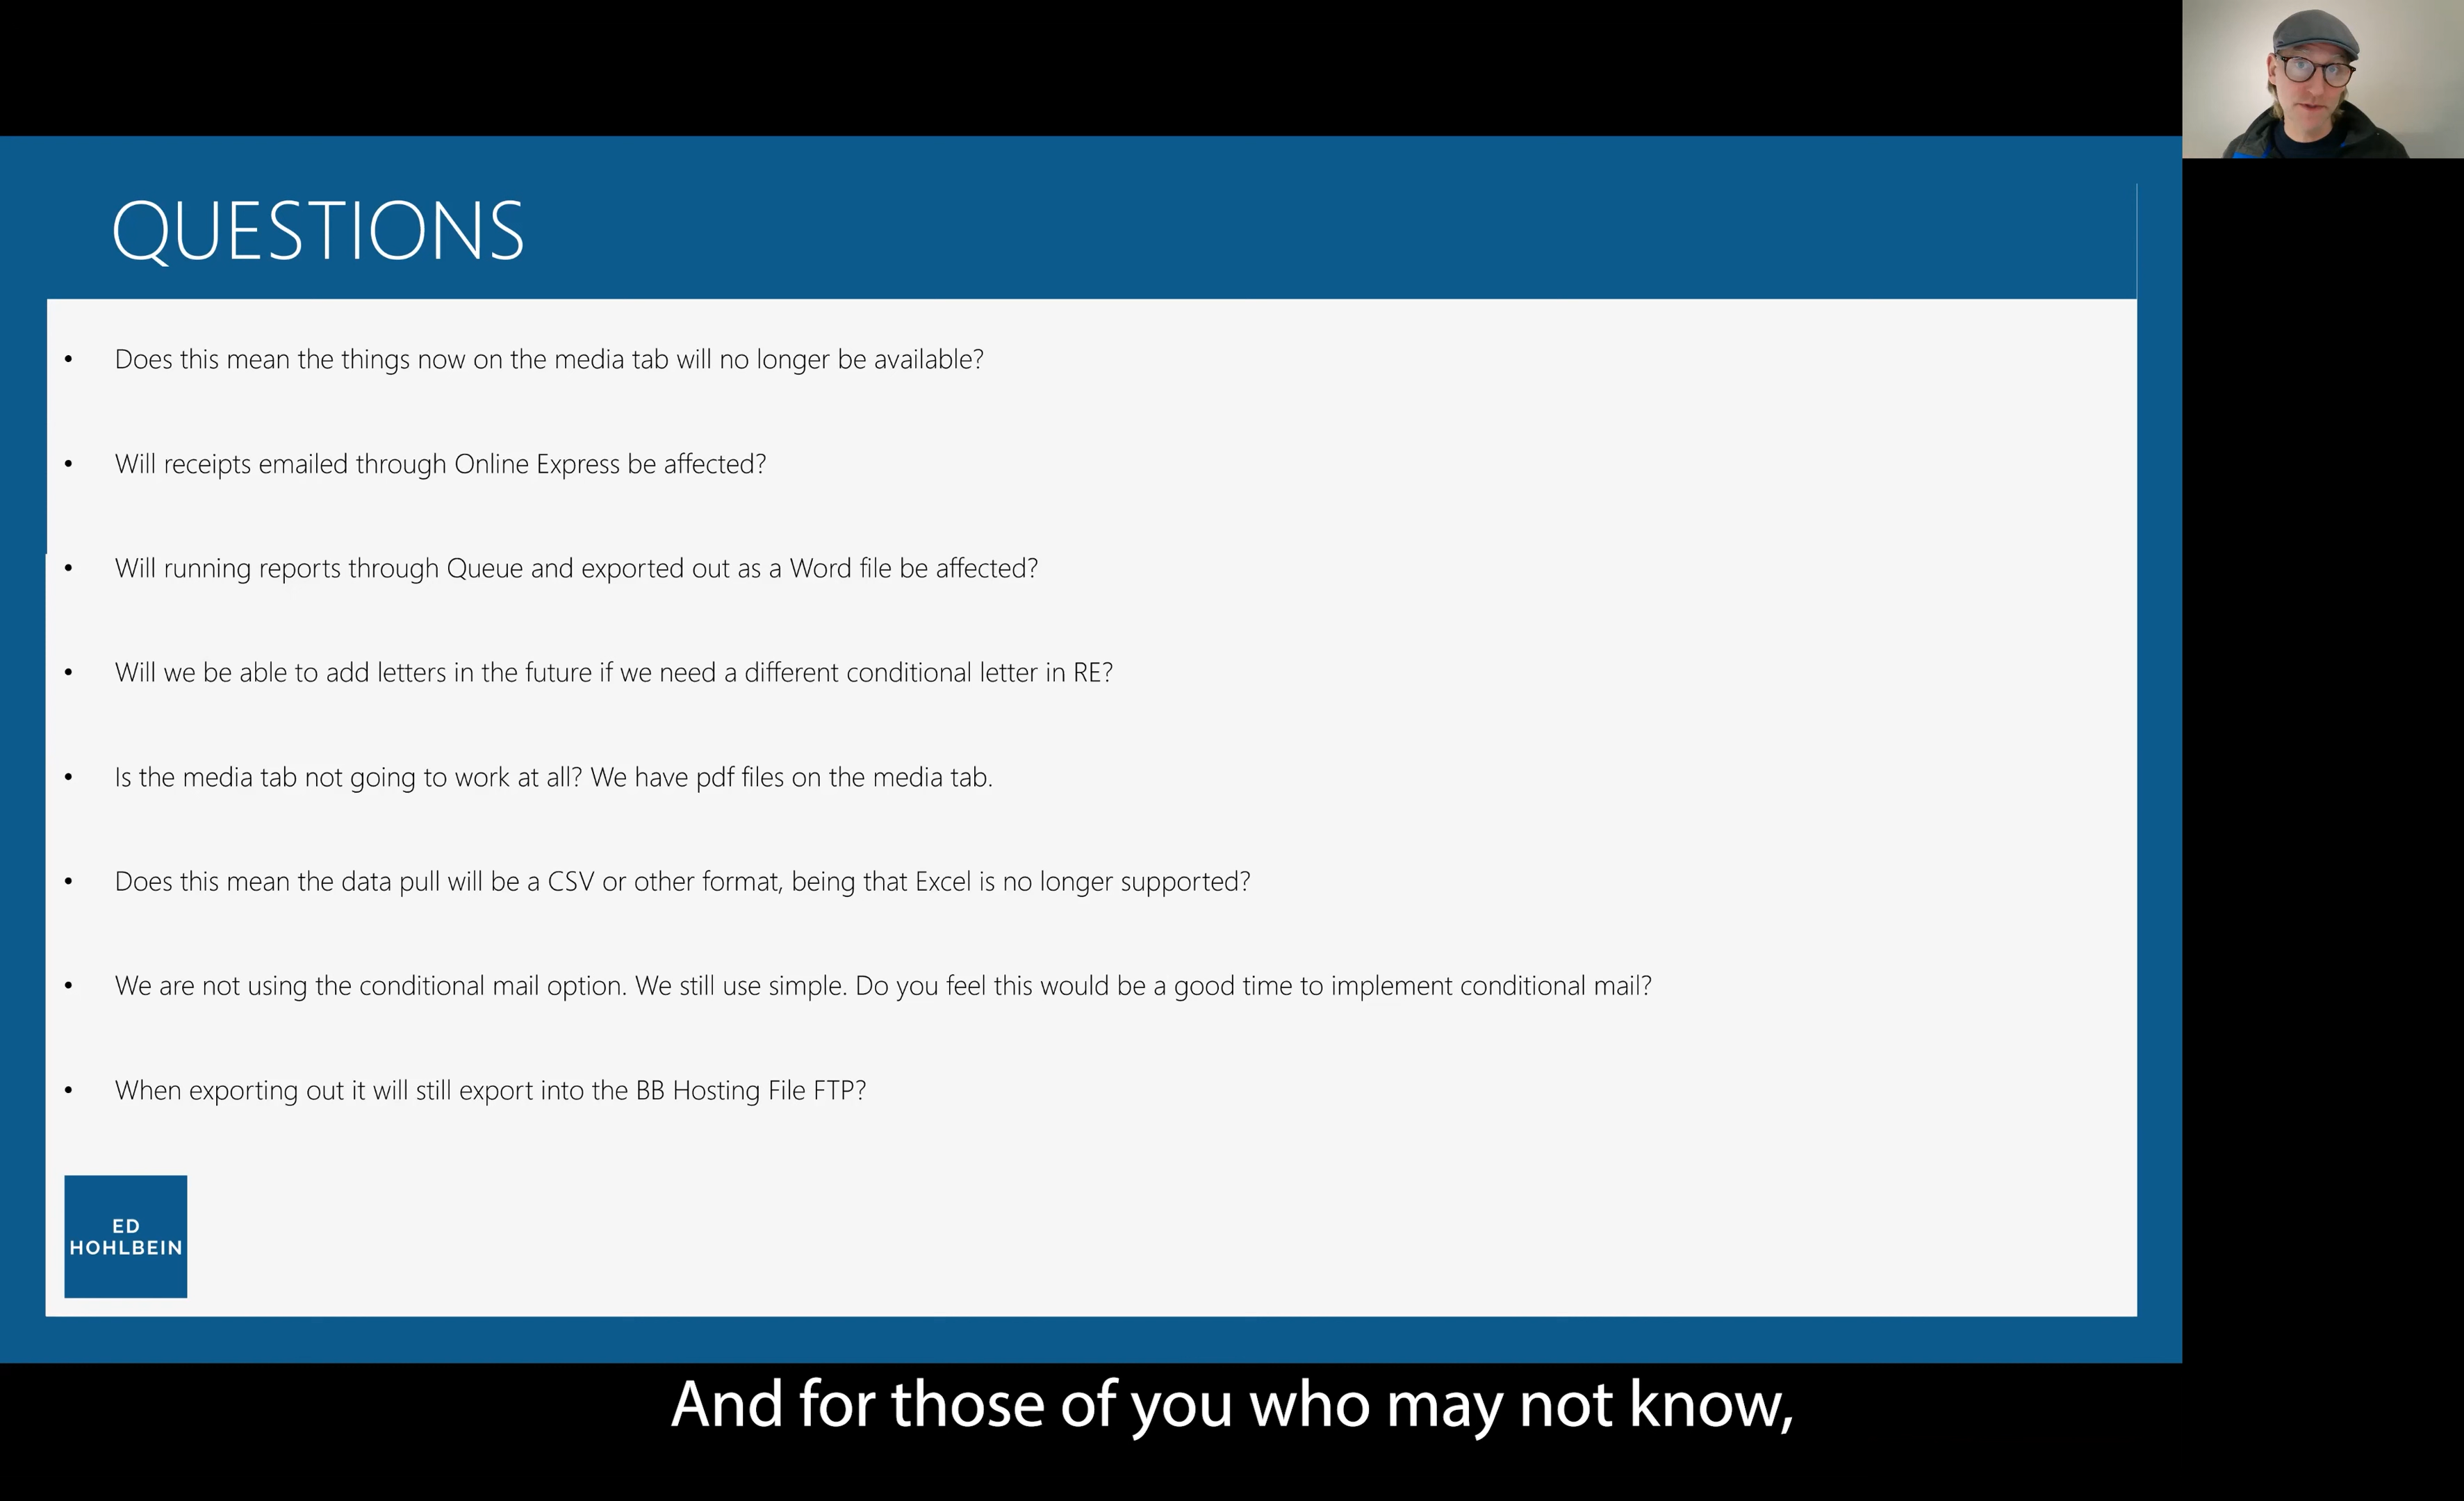 QUESTIONS
• Does this mean the things now on the media tab will no longer be available?
• Will receipts emailed through Online Express be affected?
• Will running reports through Queue and exported out as a Word file be affected?
• Will we be able to add letters in the future if we need a different conditional letter in RE?
• Is the media tab not going to work at all? We have pdf files on the media tab.
• Does this mean the data pull will be a CSV or other format, being that Excel is no longer supported?
• We are not using the conditional mail option. We still use simple. Do you feel this would be a good time to implement conditional mail?
• When exporting out it will still export into the BB Hosting File FTP?
ED
HOHLBEIN
And for those of you who may not know,